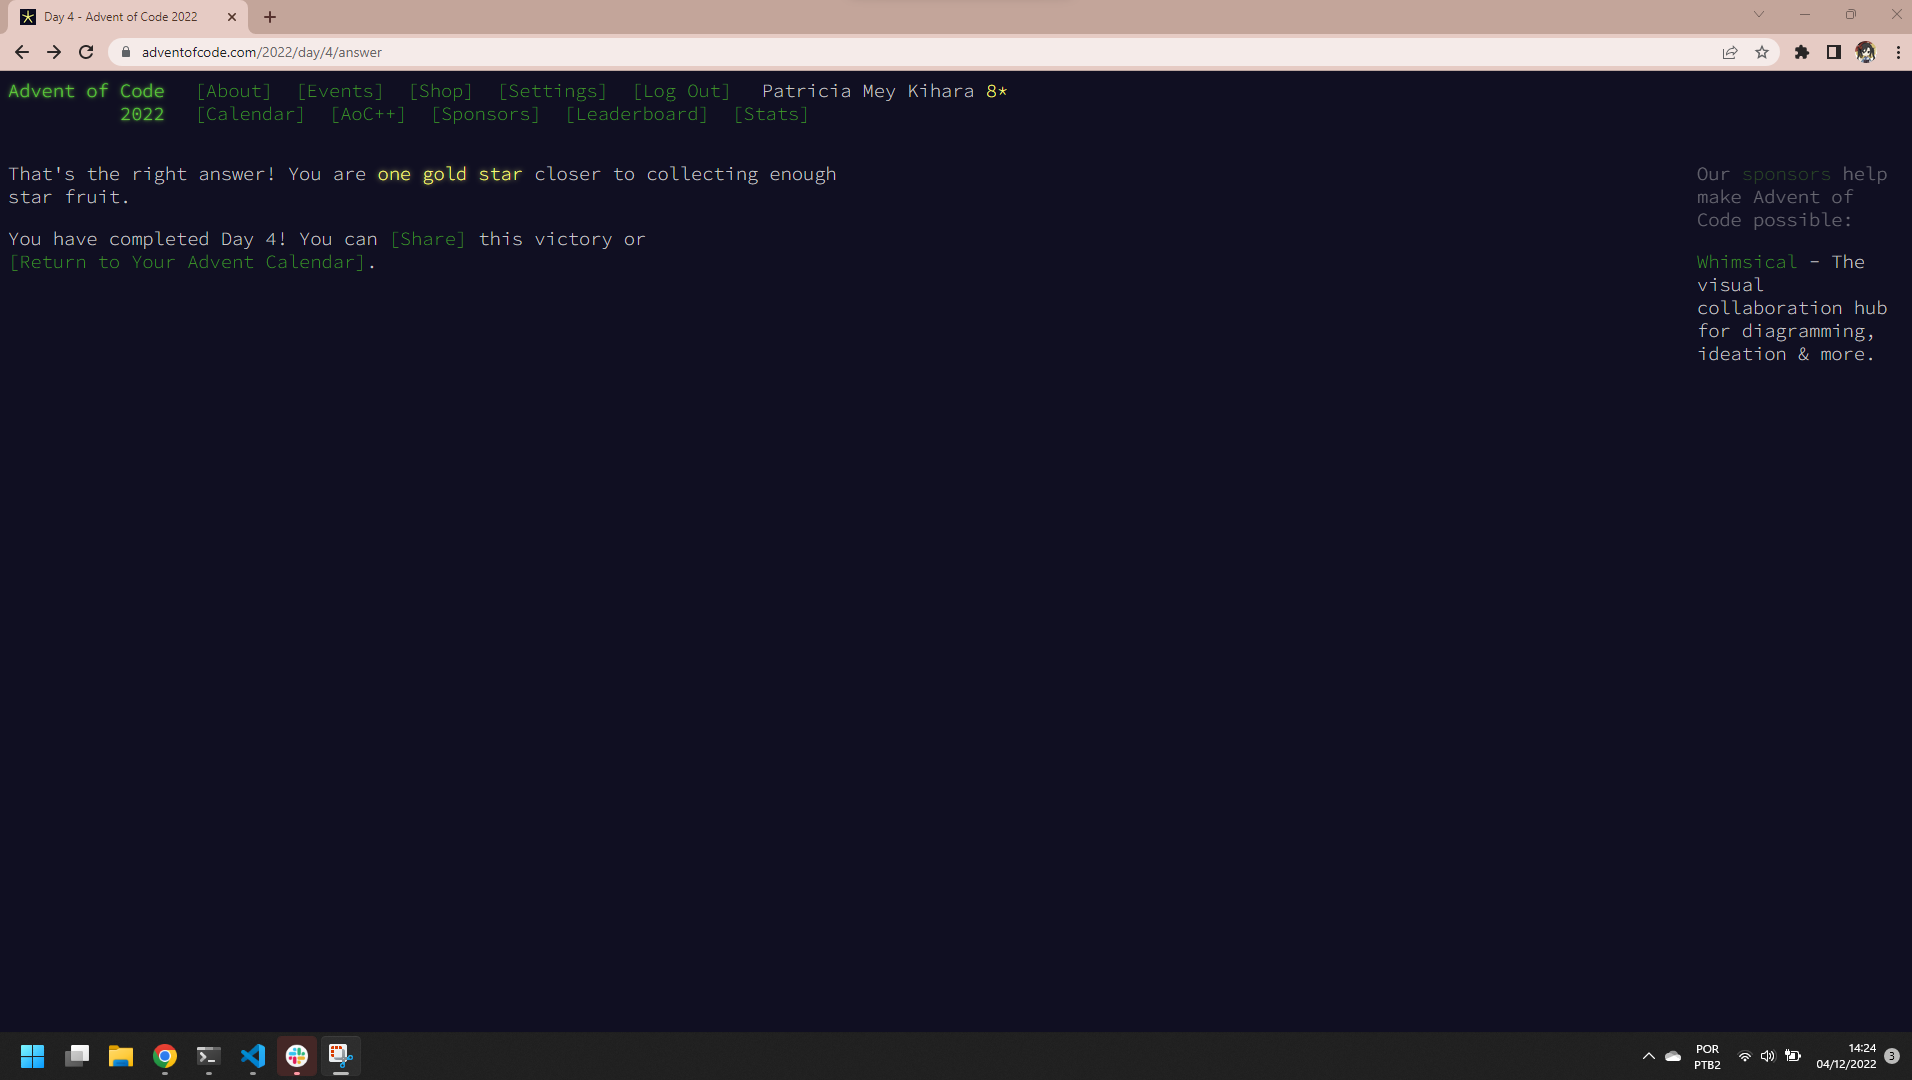 Day 4 - Advent of Code 2022
adventofcode.com/2022/day/4/answer
Advent of Code [About] [Events] [Shop] [Settings] [Log Out] Patricia Mey Kihara 8*
2022 [Calendar] [AoC++] [Sponsors] [Leaderboard] [Stats]
That's the right answer! You are one gold star closer to collecting enough
star fruit.
You have completed Day 4! You can [Share] this victory or
[Return to Your Advent Calendar].
Our sponsors help
make Advent of
Code possible:
Whimsical - The
visual
collaboration hub
for diagramming,
ideation & more.
POR
PTB2
14:24
04/12/2022
3